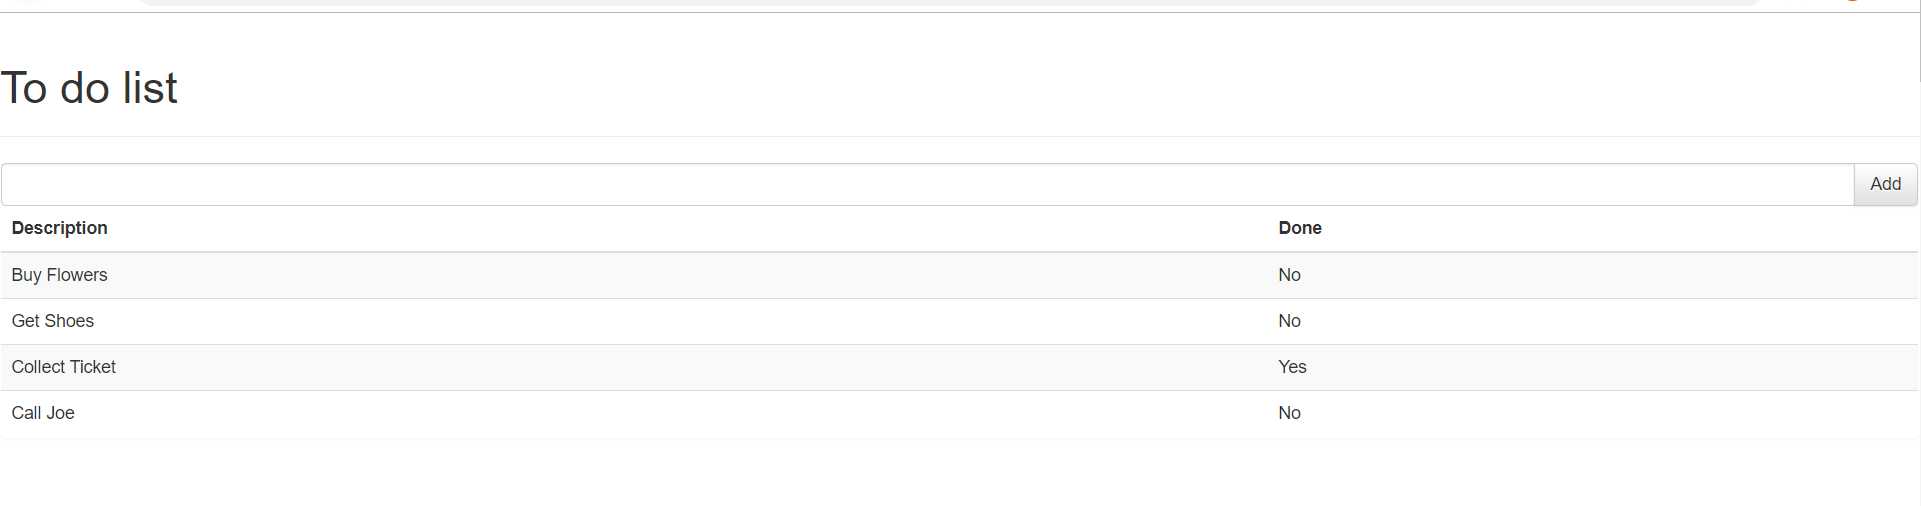 To do list
Add
Description Done
Buy Flowers No
Get Shoes No
Collect Ticket Yes
Call Joe No